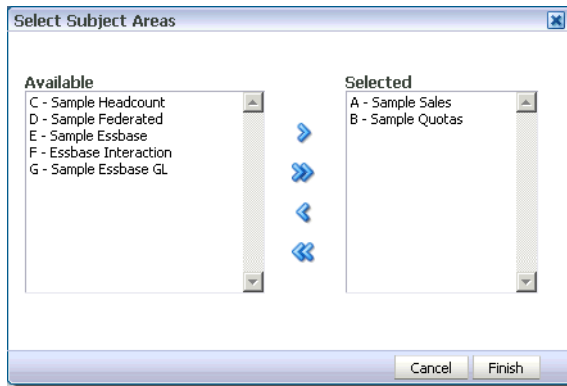 Select Subject Areas
Available
C - Sample Headcount
D - Sample Federated
E - Sample Essbase
F - Essbase Interaction
G - Sample Essbase GL
Selected
A - Sample Sales
B - Sample Quotas
Cancel
Finish